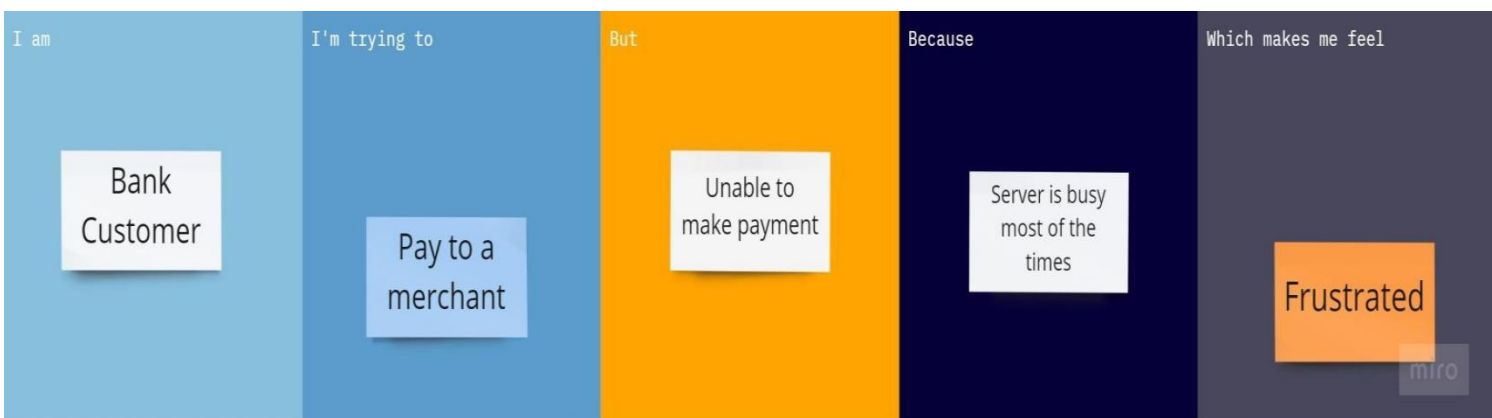 I am
Bank
Customer
I'm trying to
Pay to a
merchant
But
Unable to
make payment
Because
Server is busy
most of the
times
Which makes me feel
Frustrated
miro